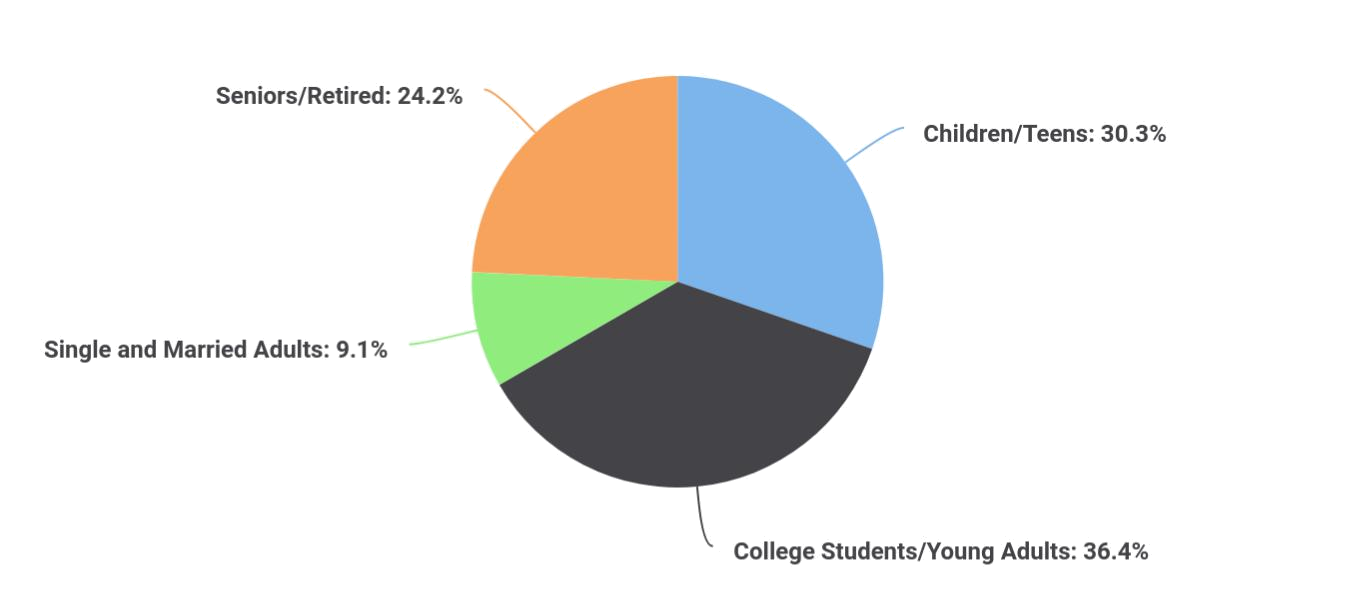 Seniors/Retired: 24.2%
Children/Teens: 30.3%
Single and Married Adults: 9.1%
College Students/Young Adults: 36.4%